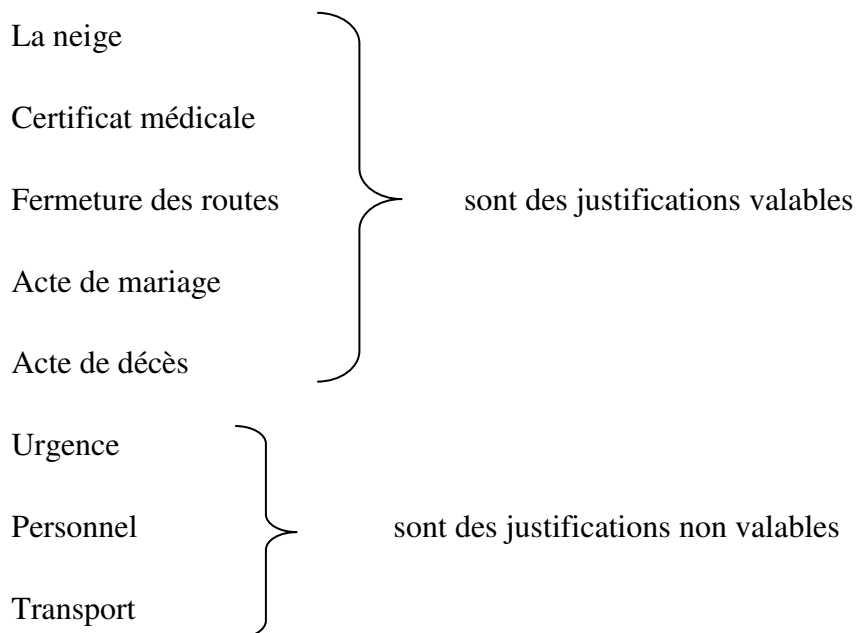 La neige
Certificat médicale
Fermeture des routes sont des justifications valables
Acte de mariage
Acte de décès
Urgence
Personnel sont des justifications non valables
Transport